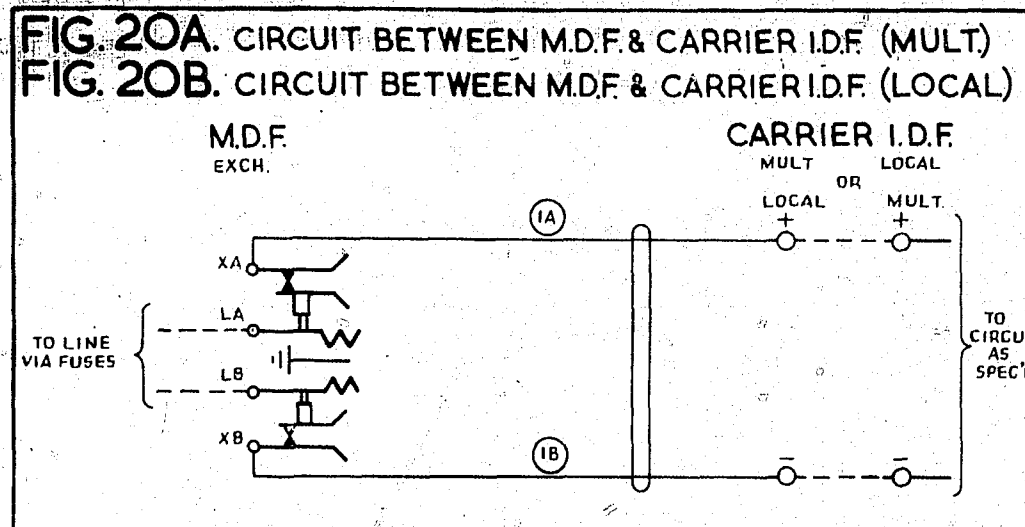 FIG. 20A. CIRCUIT BETWEEN M.D.F. & CARRIER I.D.F. (MULT.)
FIG. 20B. CIRCUIT BETWEEN M.D.F. & CARRIER I.D.F. (LOCAL)
M.D.F.
EXCH.
CARRIER I.D.F.
MULT OR LOCAL
LOCAL MULT.
+ +
1A
XA
LA
TO LINE
VIA FUSES
LB
XB
1B
- -
TO
CIRCU
AS
SPEC'